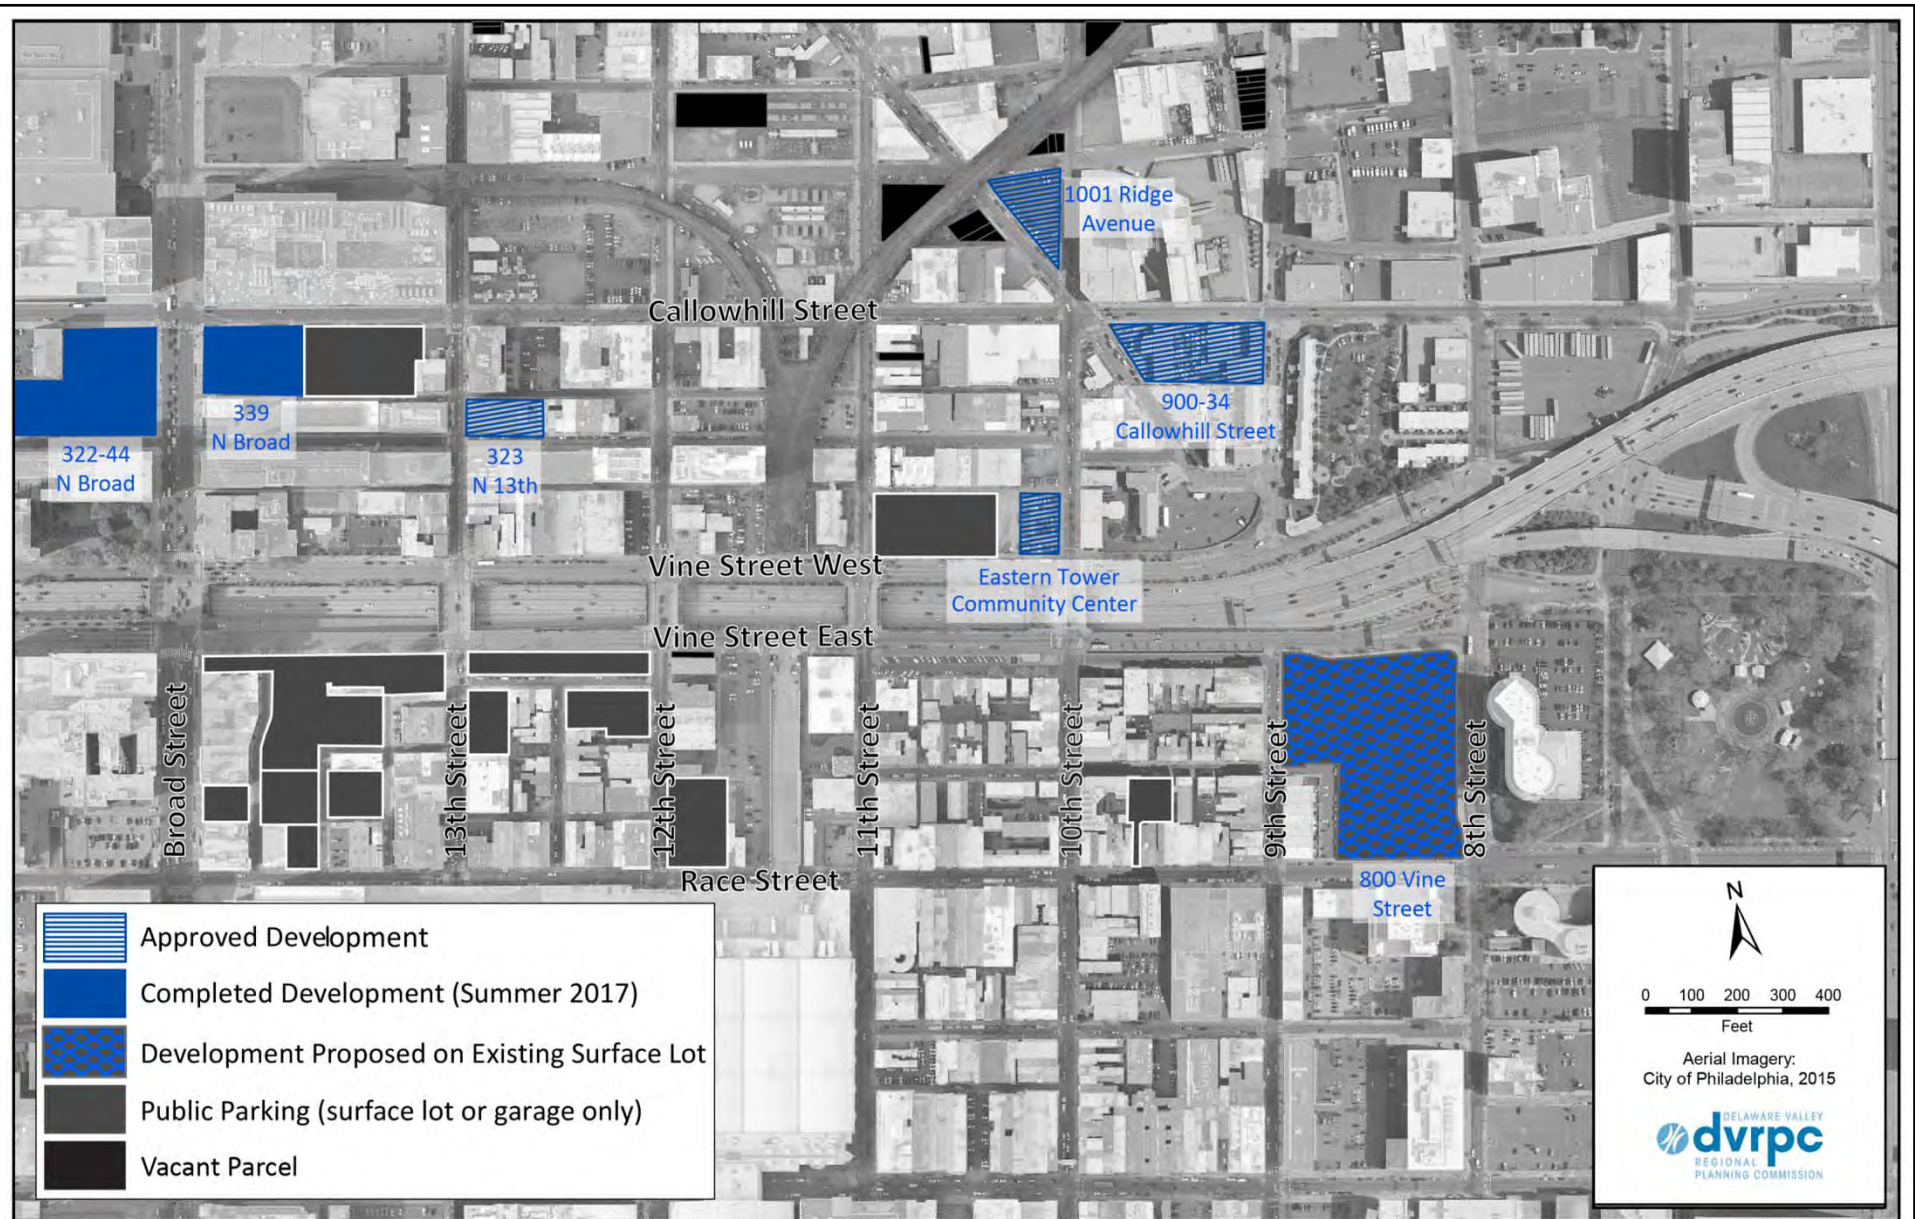 1001 Ridge
Avenue
Callowhill Street
900-34
Callowhill Street
339
N Broad
322-44
N Broad
323
N 13th
Vine Street West
Eastern Tower
Community Center
Vine Street East
Broad Street
13th Street
12th Street
11th Street
10th Street
9th Street
8th Street
Race Street
800 Vine
Street
Approved Development
Completed Development (Summer 2017)
Development Proposed on Existing Surface Lot
Public Parking (surface lot or garage only)
Vacant Parcel
N
0 100 200 300 400
Feet
Aerial Imagery:
City of Philadelphia, 2015
DELAWARE VALLEY
dvrpc
REGIONAL
PLANNING COMMISSION